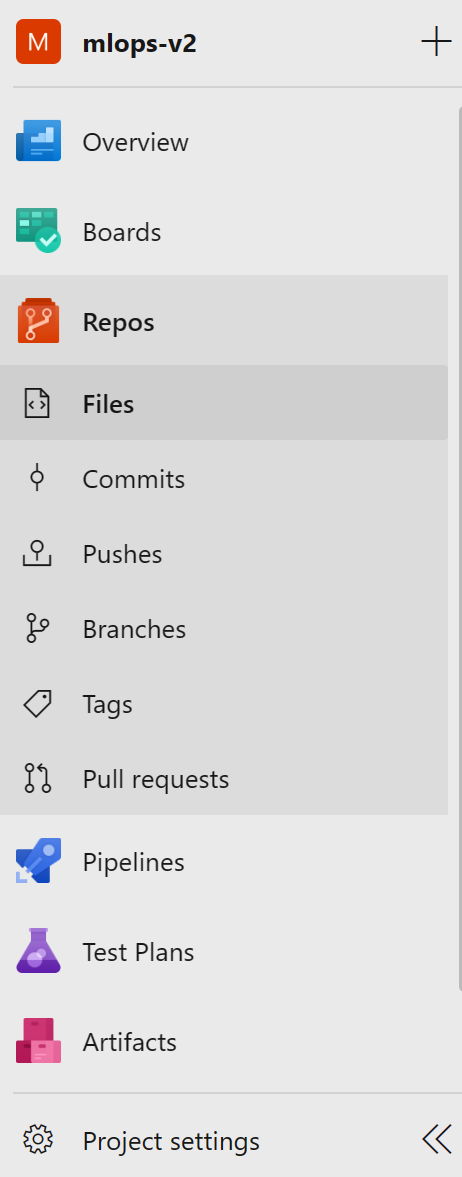 M mlops-v2
Overview
Boards
Repos
Files
Commits
Pushes
Branches
Tags
Pull requests
Pipelines
Test Plans
Artifacts
Project settings